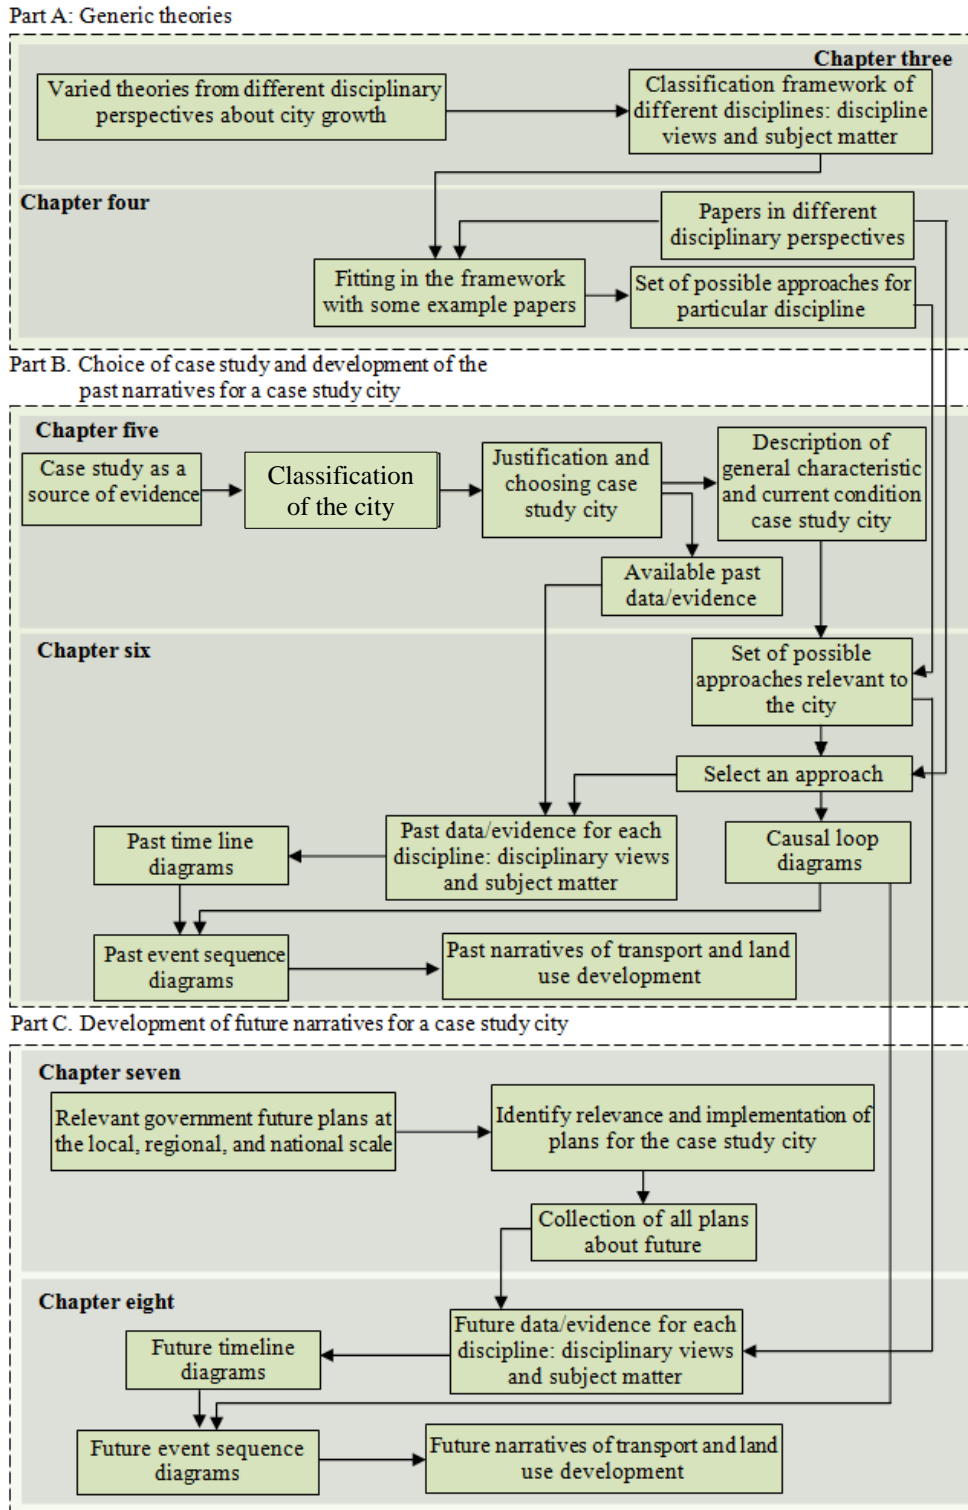 Part A: Generic theories
Chapter three
Varied theories from different disciplinary
perspectives about city growth
Classification framework of
different disciplines: discipline
views and subject matter
Chapter four
Papers in different
disciplinary perspectives
Fitting in the framework
with some example papers
Set of possible approaches for
particular discipline
Part B. Choice of case study and development of the
past narratives for a case study city
Chapter five
Case study as a
source of evidence
Classification
of the city
Justification and
choosing case
study city
Description of
general characteristic
and current condition
case study city
Available past
data/evidence
Chapter six
Set of possible
approaches relevant to
the city
Select an approach
Past time line
diagrams
Past data/evidence for each
discipline: disciplinary views
and subject matter
Causal loop
diagrams
Past event sequence
diagrams
Past narratives of transport and land
use development
Part C. Development of future narratives for a case study city
Chapter seven
Relevant government future plans at
the local, regional, and national scale
Identify relevance and implementation of
plans for the case study city
Collection of all plans
about future
Chapter eight
Future timeline
diagrams
Future data/evidence for each
discipline: disciplinary views
and subject matter
Future event sequence
diagrams
Future narratives of transport and land
use development